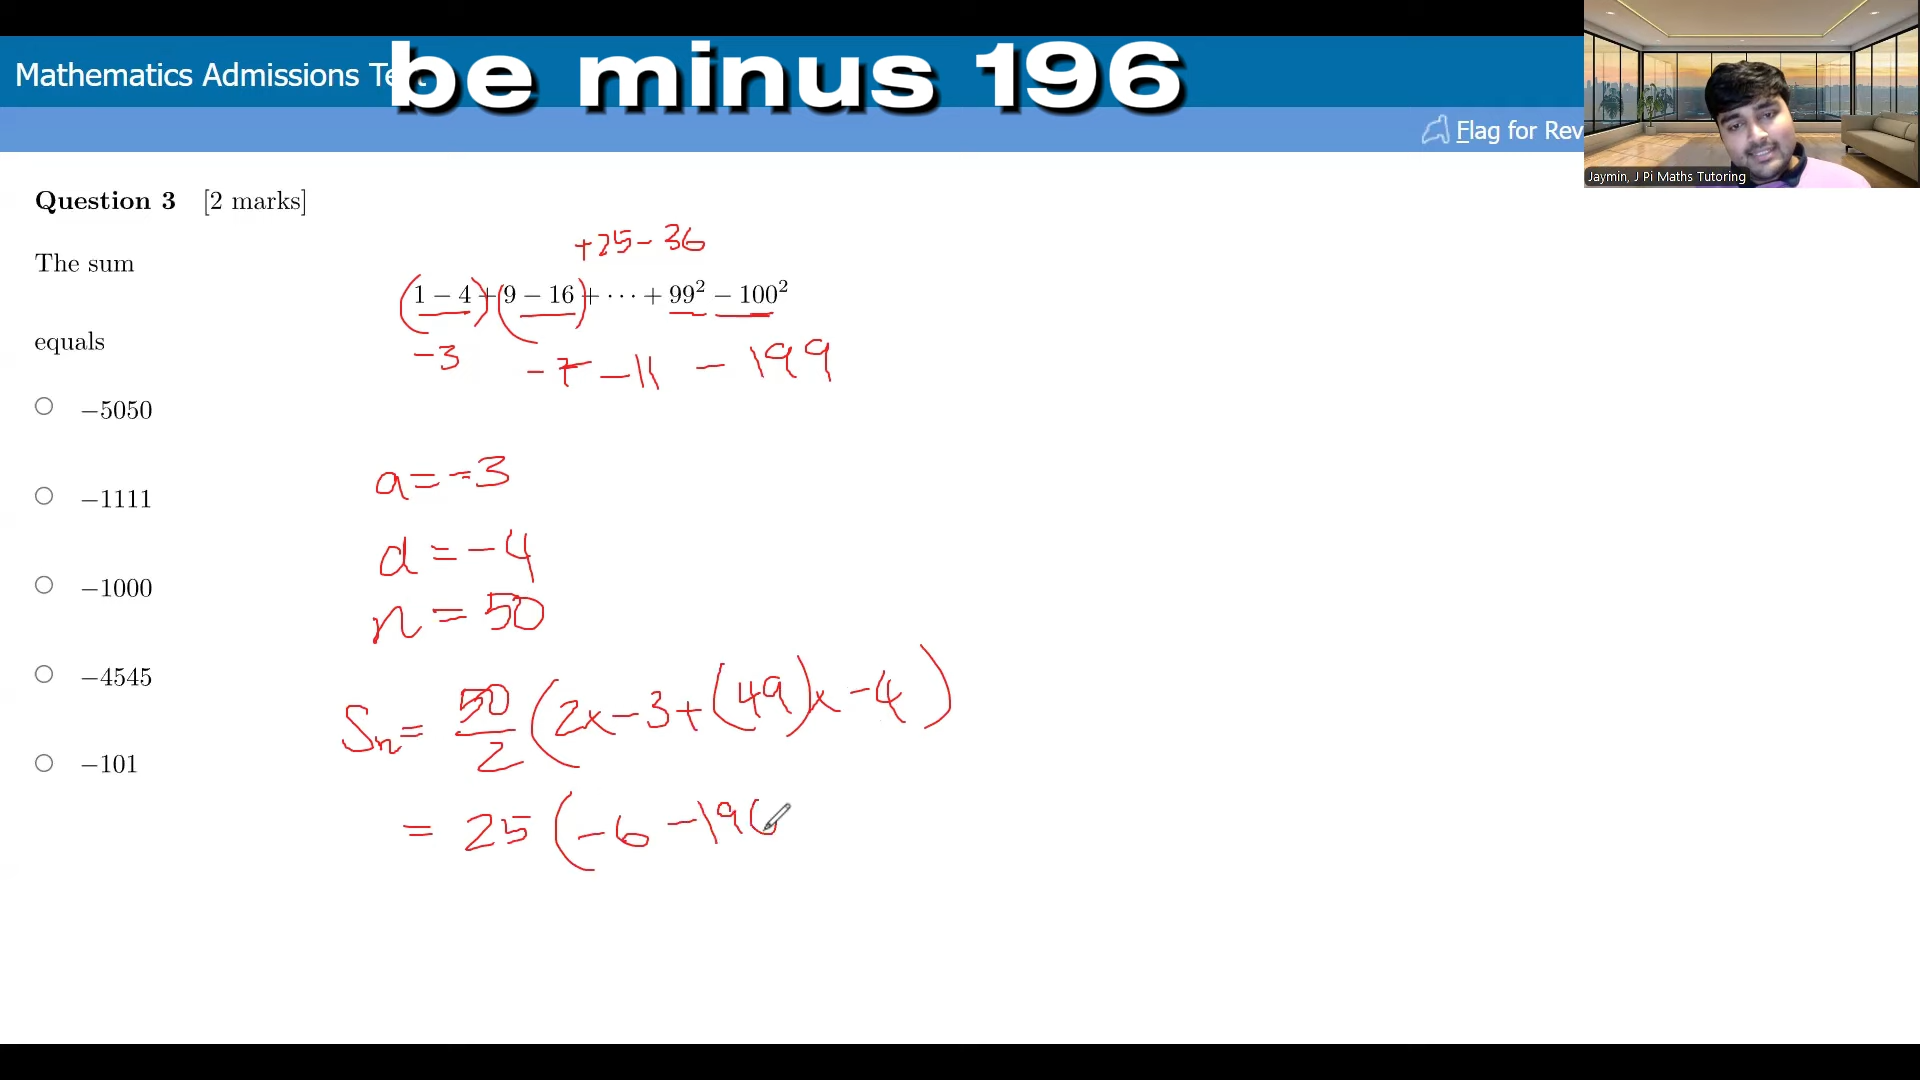 be minus 196
Mathematics Admissions Te
Flag for Rev
Jaymin, J Pi Maths Tutoring
Question 3 [2 marks]
The sum
+25-36
(1 − 4)+(9 − 16)+ ⋯ + 99² − 100²
equals
-3 -7 -11 - 199
−5050
a = -3
−1111
d = -4
−1000
n = 50
−4545
Sn = 50/2 (2x-3+(49)x-4)
−101
= 25 (-6 -196